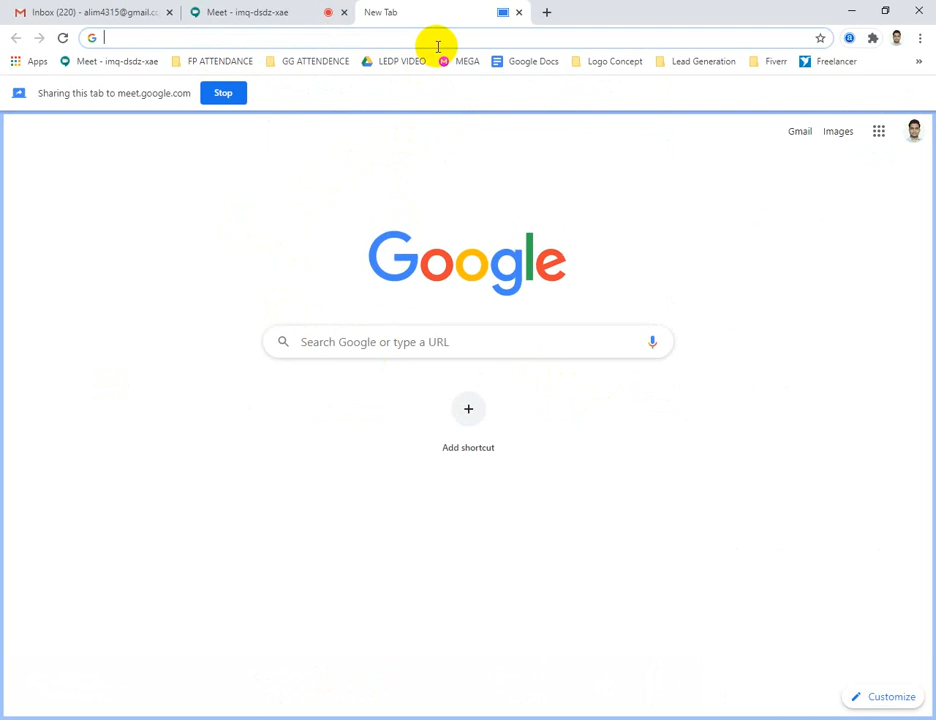 Inbox (220) - alim4315@gmail.co
Meet - imq-dsdz-xae
New Tab
Apps
Meet - imq-dsdz-xae
FP ATTENDANCE
GG ATTENDENCE
LEDP VIDEO
MEGA
Google Docs
Logo Concept
Lead Generation
Fiverr
Freelancer
Sharing this tab to meet.google.com
Stop
Gmail
Images
Google
Search Google or type a URL
Add shortcut
Customize